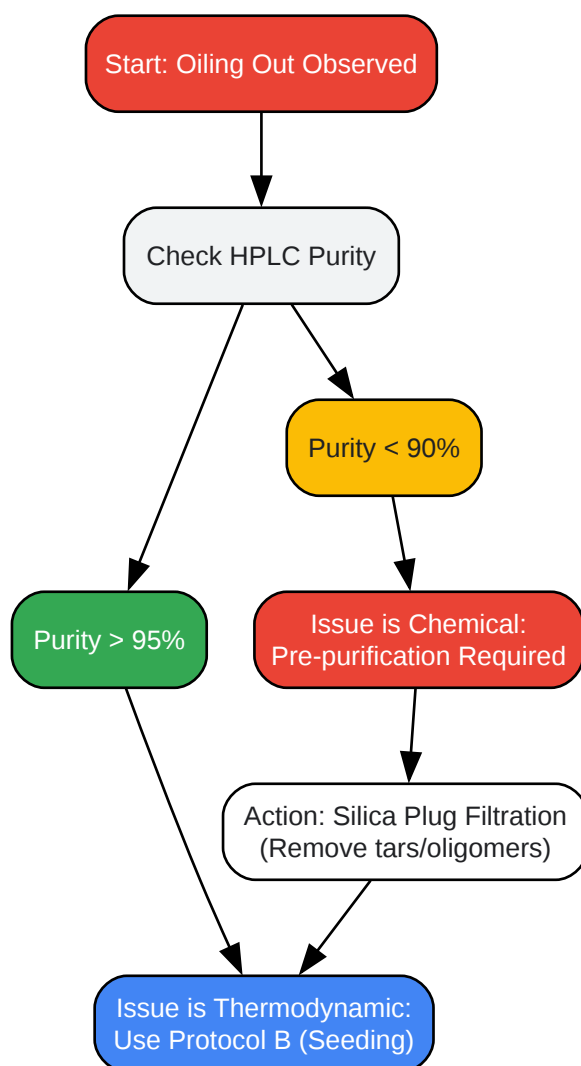 Start: Oiling Out Observed
Check HPLC Purity
Purity < 90%
Purity > 95%
Issue is Chemical:
Pre-purification Required
Action: Silica Plug Filtration
(Remove tars/oligomers)
Issue is Thermodynamic:
Use Protocol B (Seeding)